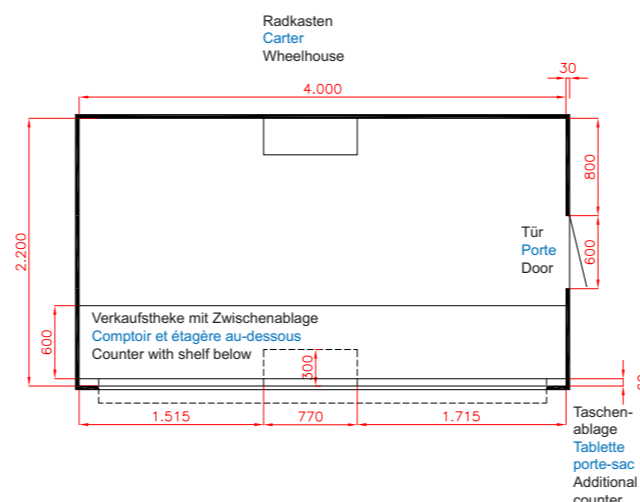 Radkasten
Carter
Wheelhouse
30
4.000
800
2.200
Tür
Porte
Door
600
600
Verkaufstheke mit Zwischenablage
Comptoir et étagère au-dessous
Counter with shelf below
300
1.515
770
1.715
Taschen-
ablage
Tablette
porte-sac
Additional
counter